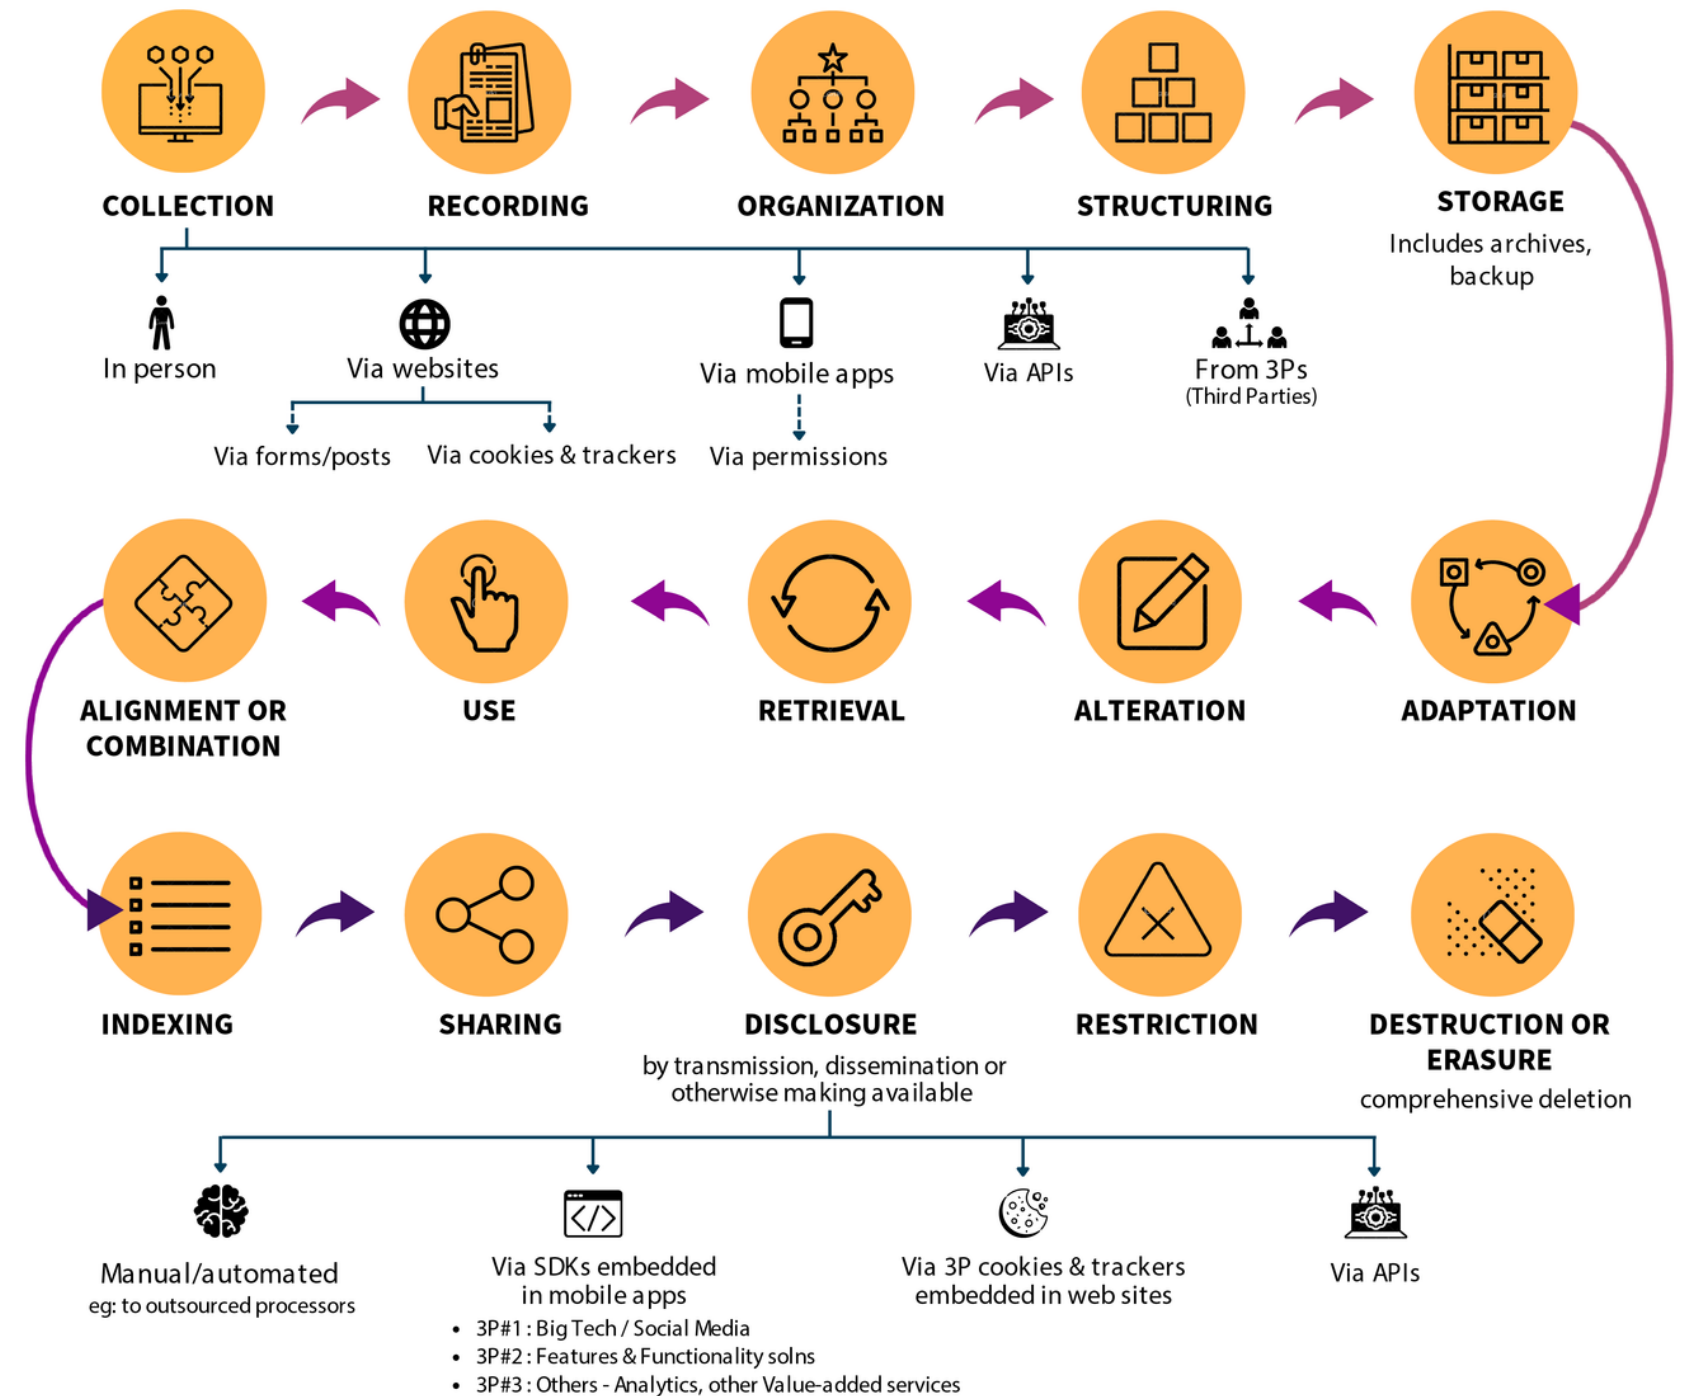 COLLECTION
RECORDING
ORGANIZATION
STRUCTURING
STORAGE
Includes archives,
backup
In person
Via websites
Via mobile apps
Via APIs
From 3Ps
(Third Parties)
Via forms/posts
Via cookies & trackers
Via permissions
ALIGNMENT OR
COMBINATION
USE
RETRIEVAL
ALTERATION
ADAPTATION
INDEXING
SHARING
DISCLOSURE
by transmission, dissemination or
otherwise making available
RESTRICTION
DESTRUCTION OR
ERASURE
comprehensive deletion
Manual/automated
eg: to outsourced processors
Via SDKs embedded
in mobile apps
• 3P#1 : Big Tech / Social Media
• 3P#2 : Features & Functionality solns
• 3P#3 : Others - Analytics, other Value-added services
Via 3P cookies & trackers
embedded in web sites
Via APIs